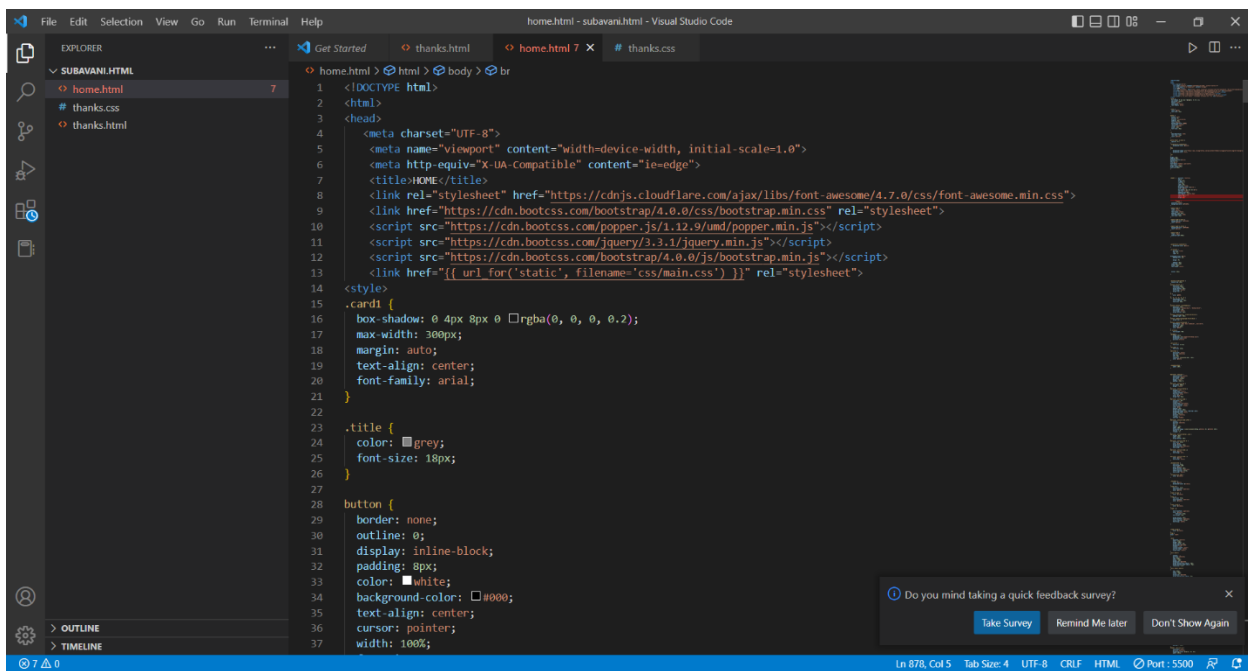 File Edit Selection View Go Run Terminal Help home.html - subavani.html - Visual Studio Code
EXPLORER ···
Get Started thanks.html home.html 7 thanks.css
SUBAVANI.HTML
home.html 7
thanks.css
thanks.html
home.html > html > body > br
1 <!DOCTYPE html>
2 <html>
3 <head>
4 <meta charset="UTF-8">
5 <meta name="viewport" content="width=device-width, initial-scale=1.0">
6 <meta http-equiv="X-UA-Compatible" content="ie=edge">
7 <title>HOME</title>
8 <link rel="stylesheet" href="https://cdnjs.cloudflare.com/ajax/libs/font-awesome/4.7.0/css/font-awesome.min.css">
9 <link href="https://cdn.bootcss.com/bootstrap/4.0.0/css/bootstrap.min.css" rel="stylesheet">
10 <script src="https://cdn.bootcss.com/popper.js/1.12.9/umd/popper.min.js"></script>
11 <script src="https://cdn.bootcss.com/jquery/3.3.1/jquery.min.js"></script>
12 <script src="https://cdn.bootcss.com/bootstrap/4.0.0/js/bootstrap.min.js"></script>
13 <link href="{{ url_for('static', filename='css/main.css') }}" rel="stylesheet">
14 <style>
15 .card1 {
16 box-shadow: 0 4px 8px 0 rgba(0, 0, 0, 0.2);
17 max-width: 300px;
18 margin: auto;
19 text-align: center;
20 font-family: arial;
21 }
22
23 .title {
24 color: grey;
25 font-size: 18px;
26 }
27
28 button {
29 border: none;
30 outline: 0;
31 display: inline-block;
32 padding: 8px;
33 color: white;
34 background-color: #000;
35 text-align: center;
36 cursor: pointer;
37 width: 100%;
Do you mind taking a quick feedback survey?
Take Survey Remind Me later Don't Show Again
OUTLINE
TIMELINE
7 0 Ln 878, Col 5 Tab Size: 4 UTF-8 CRLF HTML Port : 5500